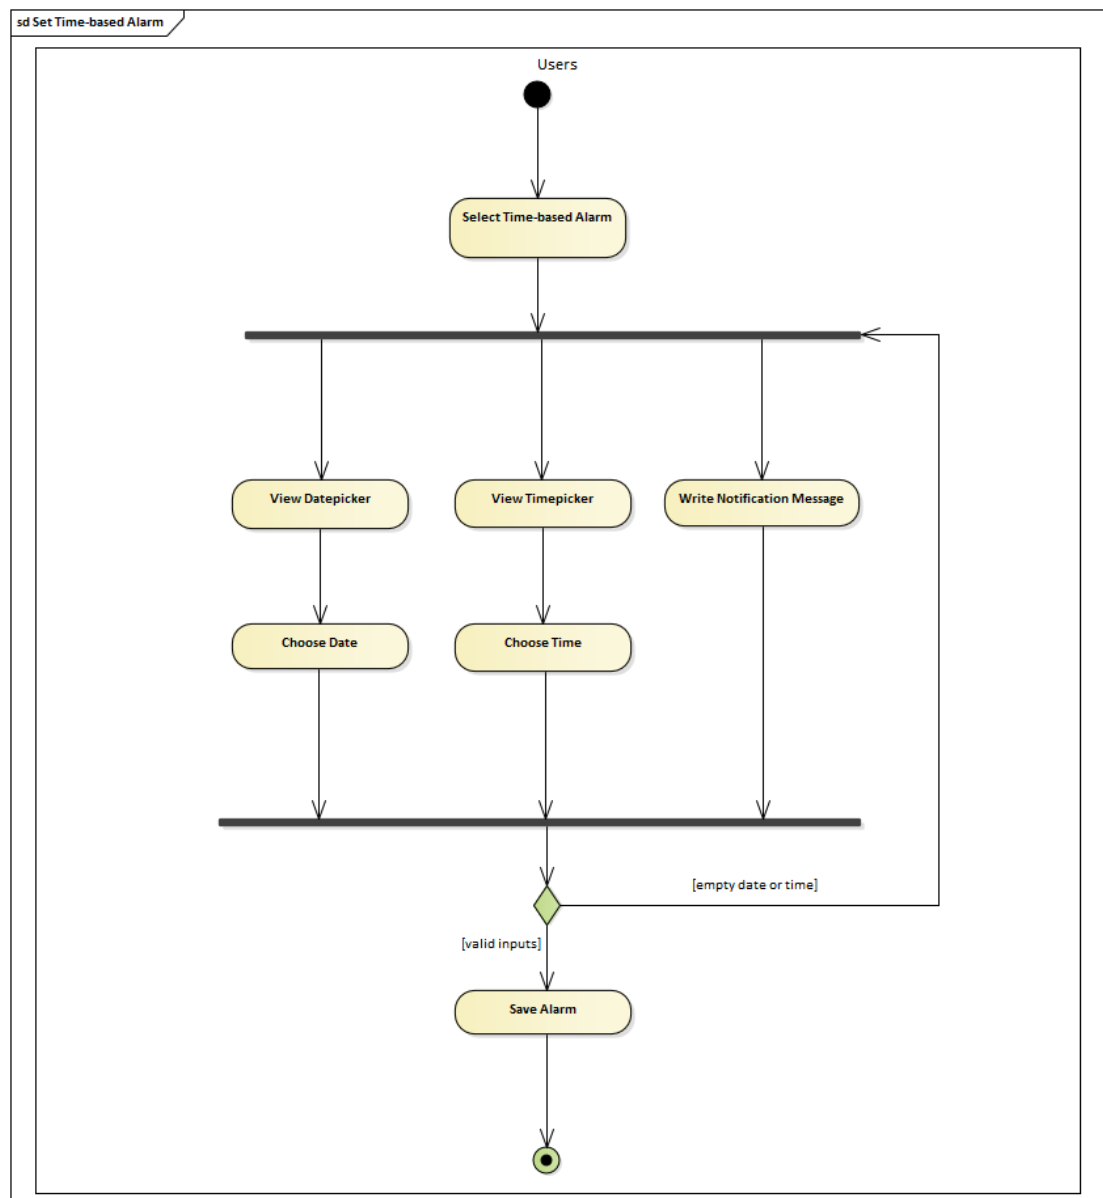 sd Set Time-based Alarm
Users
Select Time-based Alarm
View Datepicker
View Timepicker
Write Notification Message
Choose Date
Choose Time
[empty date or time]
[valid inputs]
Save Alarm